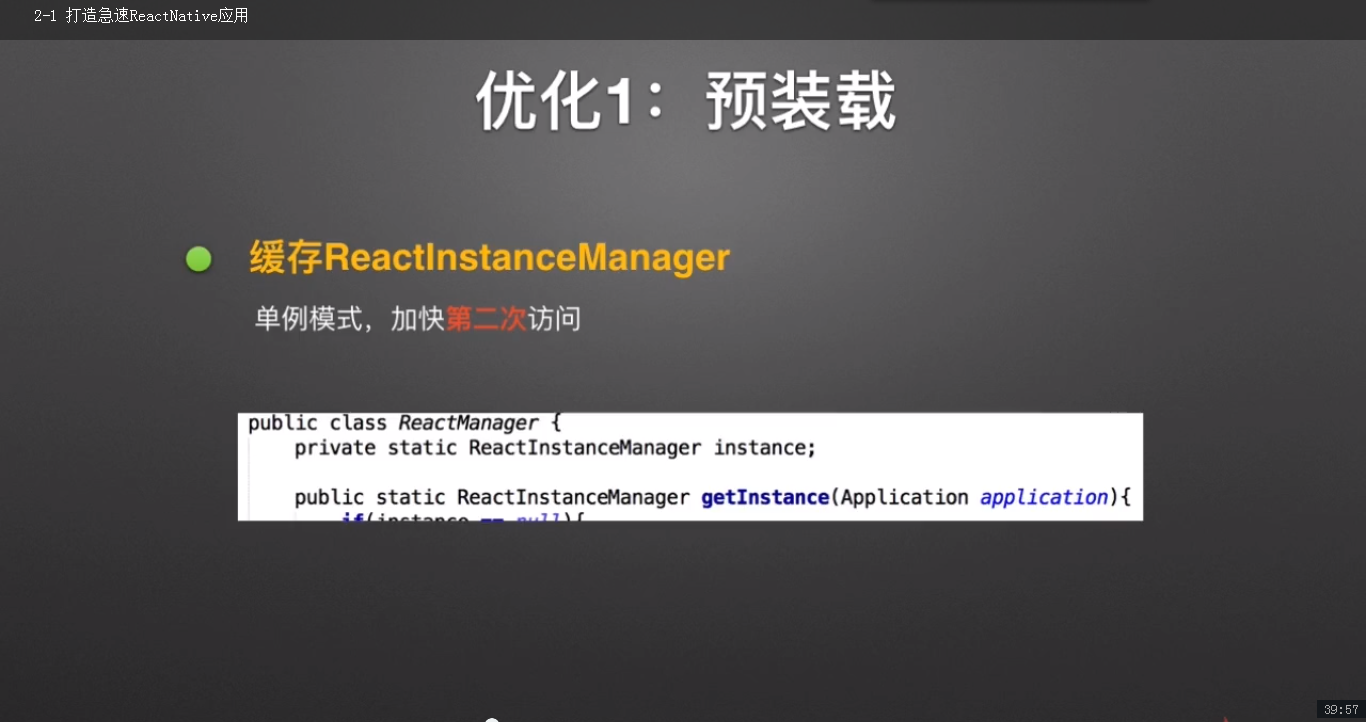 2-1 打造急速ReactNative应用
优化1：预装载
缓存ReactInstanceManager
单例模式，加快第二次访问
public class ReactManager {
private static ReactInstanceManager instance;
public static ReactInstanceManager getInstance(Application application){
if(instance == null){
39:57